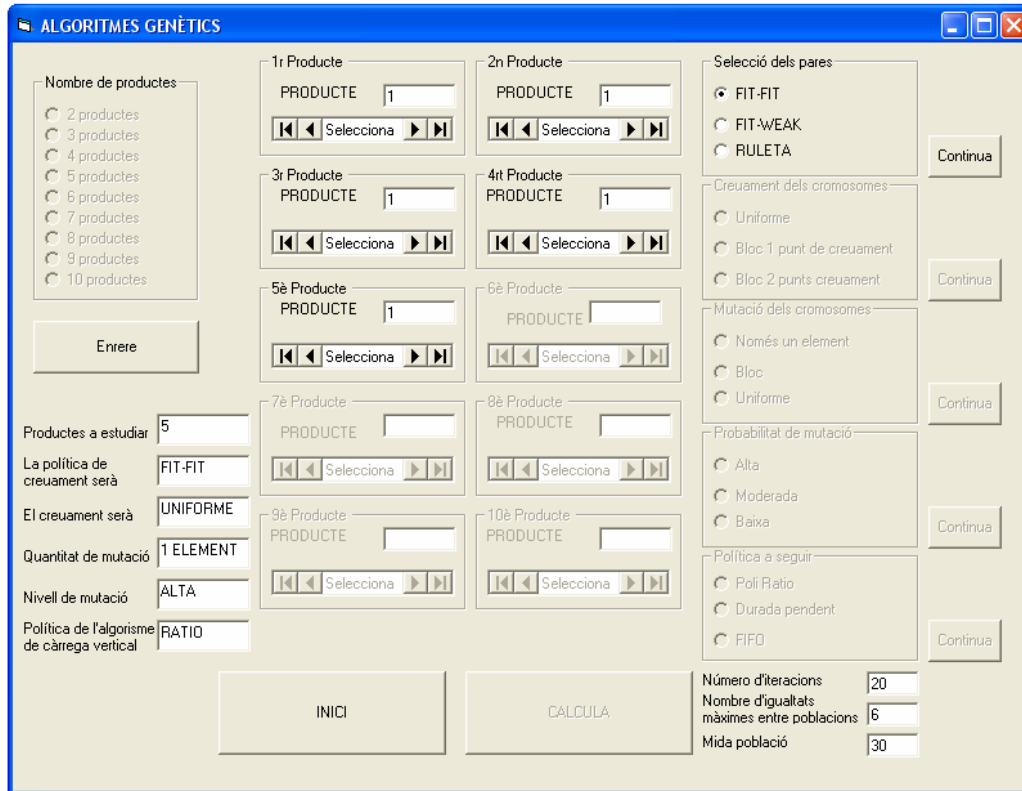 ALGORITMES GENÈTICS
Nombre de productes
2 productes
3 productes
4 productes
5 productes
6 productes
7 productes
8 productes
9 productes
10 productes
Enrere
Productes a estudiar 5
La política de
creuament serà FIT-FIT
El creuament serà UNIFORME
Quantitat de mutació 1 ELEMENT
Nivell de mutació ALTA
Política de l'algorisme
de càrrega vertical RATIO
1r Producte
PRODUCTE 1
Selecciona
2n Producte
PRODUCTE 1
Selecciona
3r Producte
PRODUCTE 1
Selecciona
4rt Producte
PRODUCTE 1
Selecciona
5è Producte
PRODUCTE 1
Selecciona
6è Producte
PRODUCTE
Selecciona
7è Producte
PRODUCTE
Selecciona
8è Producte
PRODUCTE
Selecciona
9è Producte
PRODUCTE
Selecciona
10è Producte
PRODUCTE
Selecciona
INICI
CALCULA
Selecció dels pares
FIT-FIT
FIT-WEAK
RULETA
Continua
Creuament dels cromosomes
Uniforme
Bloc 1 punt de creuament
Bloc 2 punts creuament
Continua
Mutació dels cromosomes
Només un element
Bloc
Uniforme
Continua
Probabilitat de mutació
Alta
Moderada
Baixa
Continua
Política a seguir
Poli Ratio
Durada pendent
FIFO
Continua
Número d'iteracions 20
Nombre d'igualtats
màximes entre poblacions 6
Mida població 30